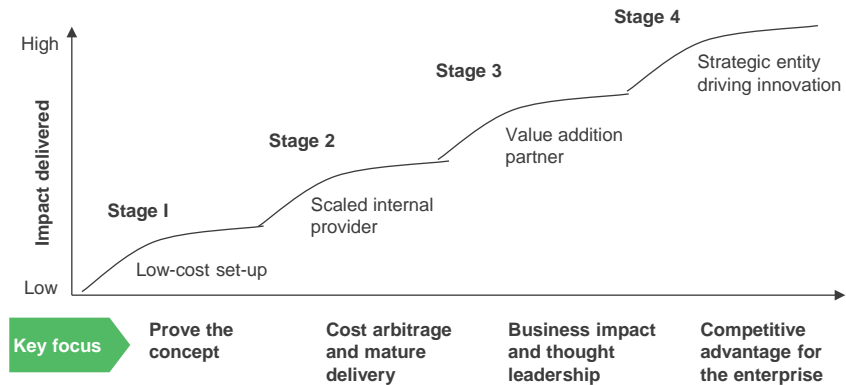 High
Impact delivered
Low
Stage I
Low-cost set-up
Stage 2
Scaled internal
provider
Stage 3
Value addition
partner
Stage 4
Strategic entity
driving innovation
Key focus
Prove the
concept
Cost arbitrage
and mature
delivery
Business impact
and thought
leadership
Competitive
advantage for
the enterprise